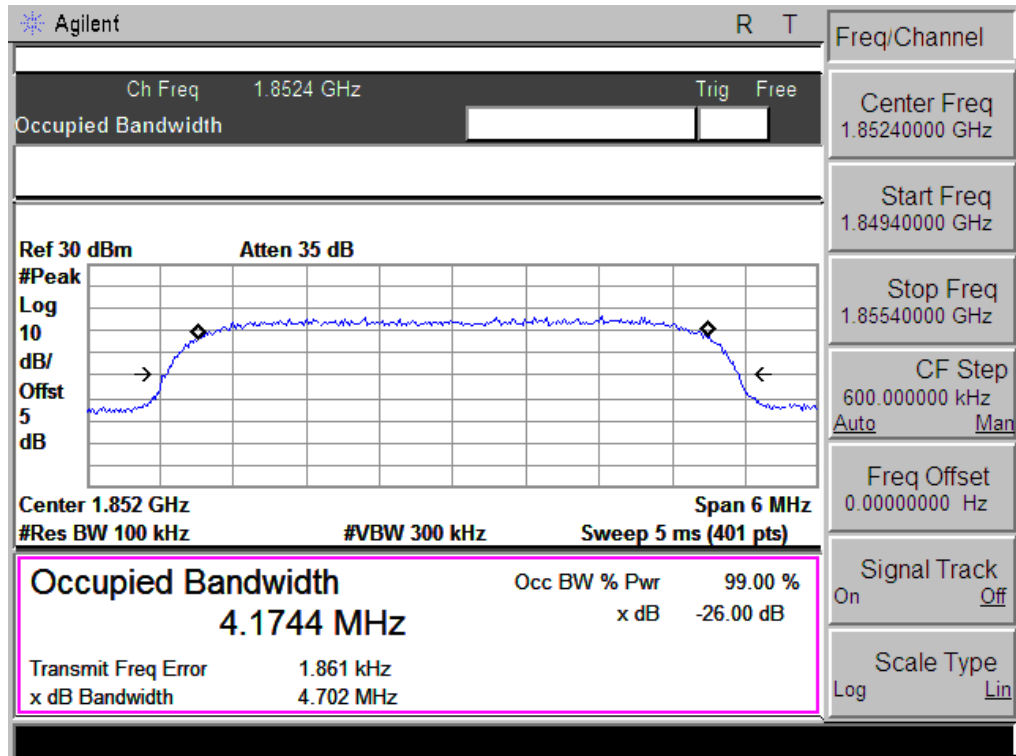 Agilent R T
Ch Freq 1.8524 GHz Trig Free
Occupied Bandwidth
Ref 30 dBm Atten 35 dB
#Peak
Log
10
dB/
Offst
5
dB
Center 1.852 GHz Span 6 MHz
#Res BW 100 kHz #VBW 300 kHz Sweep 5 ms (401 pts)
Occupied Bandwidth Occ BW % Pwr 99.00 %
4.1744 MHz x dB -26.00 dB
Transmit Freq Error 1.861 kHz
x dB Bandwidth 4.702 MHz
Freq/Channel
Center Freq
1.85240000 GHz
Start Freq
1.84940000 GHz
Stop Freq
1.85540000 GHz
CF Step
600.000000 kHz
Auto Man
Freq Offset
0.00000000 Hz
Signal Track
On Off
Scale Type
Log Lin